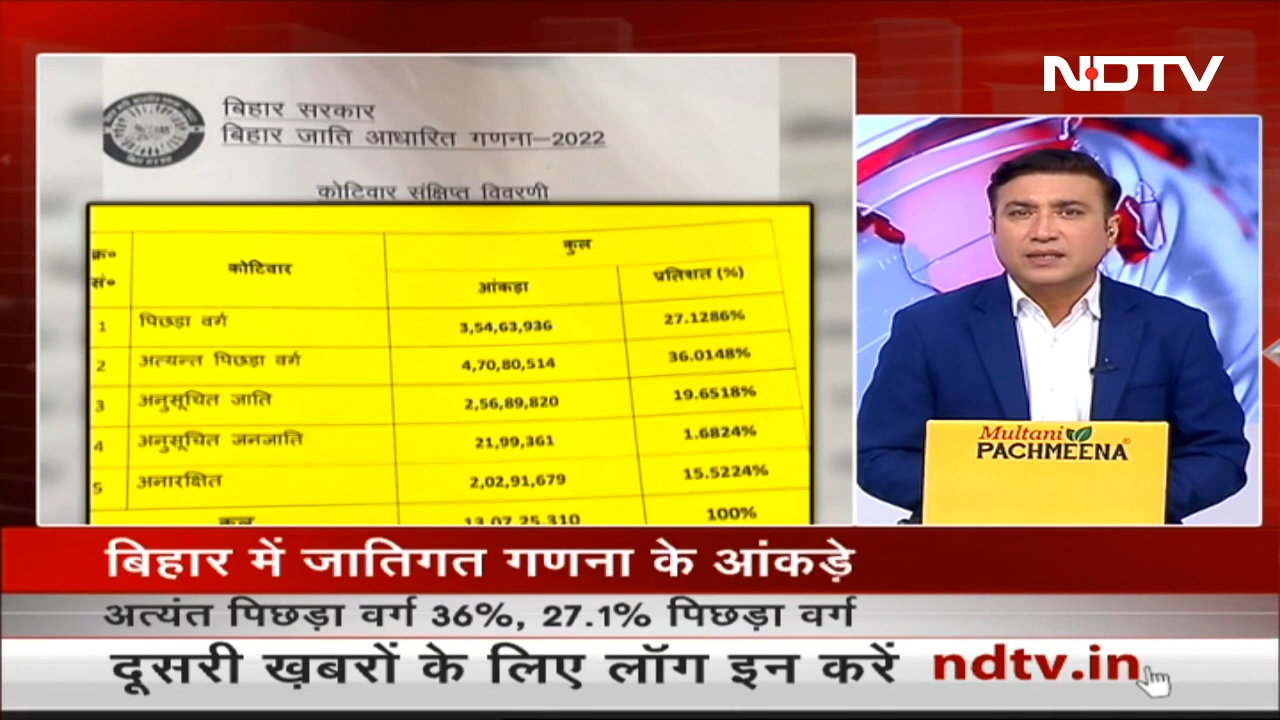 NDTV
बिहार सरकार
बिहार जाति आधारित गणना–2022
कोटिवार संक्षिप्त विवरणी
क्र० सं० कोटिवार कुल
आंकड़ा प्रतिशत (%)
1 पिछड़ा वर्ग 3,54,63,936 27.1286%
2 अत्यन्त पिछड़ा वर्ग 4,70,80,514 36.0148%
3 अनुसूचित जाति 2,56,89,820 19.6518%
4 अनुसूचित जनजाति 21,99,361 1.6824%
5 अनारक्षित 2,02,91,679 15.5224%
कुल 13,07,25,310 100%
Multani
PACHMEENA
बिहार में जातिगत गणना के आंकड़े
अत्यंत पिछड़ा वर्ग 36%, 27.1% पिछड़ा वर्ग
दूसरी ख़बरों के लिए लॉग इन करें ndtv.in